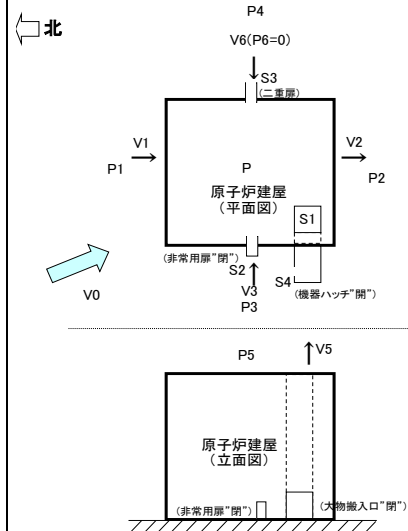 北
P4
V6(P6=0)
S3
(二重扉)
V1
P1
V2
P2
P
原子炉建屋
(平面図)
S1
(非常用扉"閉")
S2
V3
P3
S4
(機器ハッチ"開")
V0
P5
V5
原子炉建屋
(立面図)
(非常用扉"閉")
(大物搬入口"閉")